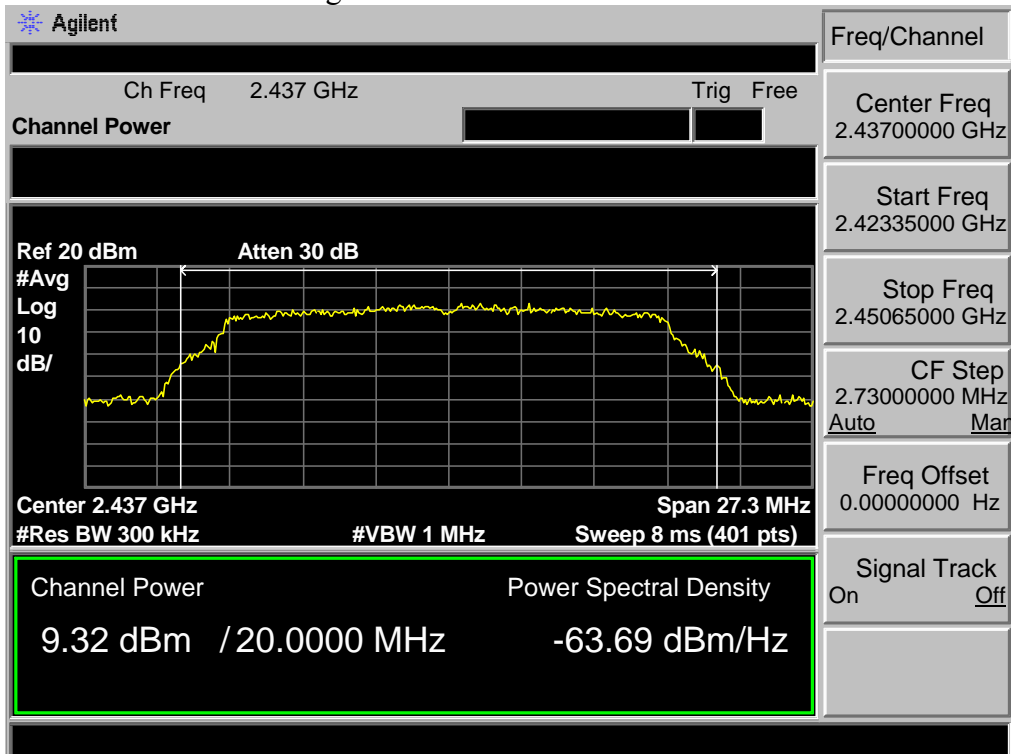 Agilent
Freq/Channel
Ch Freq 2.437 GHz Trig Free
Channel Power
Center Freq
2.43700000 GHz
Start Freq
2.42335000 GHz
Stop Freq
2.45065000 GHz
CF Step
2.73000000 MHz
Auto Man
Freq Offset
0.00000000 Hz
Signal Track
On Off
Ref 20 dBm Atten 30 dB
#Avg
Log
10
dB/
Center 2.437 GHz Span 27.3 MHz
#Res BW 300 kHz #VBW 1 MHz Sweep 8 ms (401 pts)
Channel Power Power Spectral Density
9.32 dBm / 20.0000 MHz -63.69 dBm/Hz